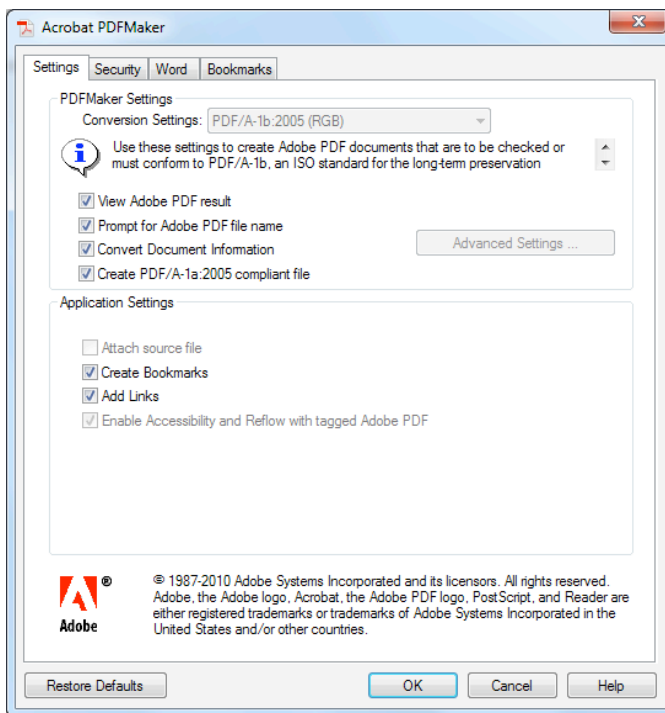 Acrobat PDFMaker
Settings Security Word Bookmarks
PDFMaker Settings
Conversion Settings: PDF/A-1b:2005 (RGB)
Use these settings to create Adobe PDF documents that are to be checked or
must conform to PDF/A-1b, an ISO standard for the long-term preservation
View Adobe PDF result
Prompt for Adobe PDF file name
Convert Document Information
Advanced Settings ...
Create PDF/A-1a:2005 compliant file
Application Settings
Attach source file
Create Bookmarks
Add Links
Enable Accessibility and Reflow with tagged Adobe PDF
® © 1987-2010 Adobe Systems Incorporated and its licensors. All rights reserved.
Adobe, the Adobe logo, Acrobat, the Adobe PDF logo, PostScript, and Reader are
either registered trademarks or trademarks of Adobe Systems Incorporated in the
United States and/or other countries.
Adobe
Restore Defaults OK Cancel Help